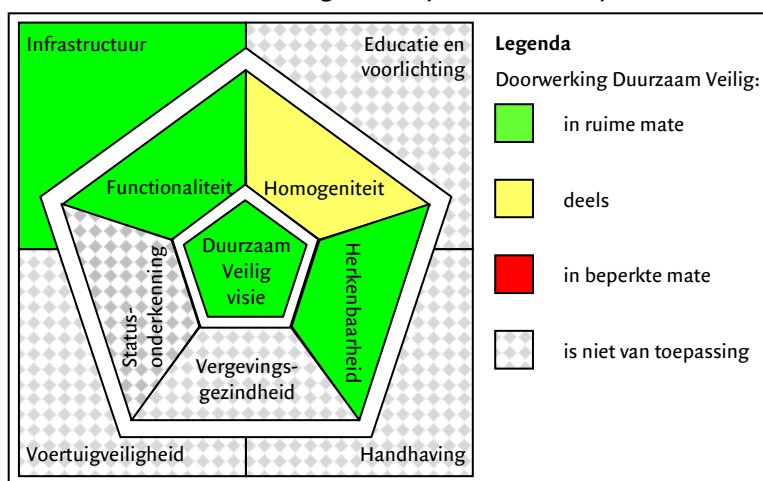 Infrastructuur
Educatie en
voorlichting
Functionaliteit
Homogeniteit
Duurzaam
Veilig
visie
Status-
onderkenning
Herkenbaarheid
Vergevings-
gezindheid
Voertuigveiligheid
Handhaving
Legenda
Doorwerking Duurzaam Veilig:
in ruime mate
deels
in beperkte mate
is niet van toepassing